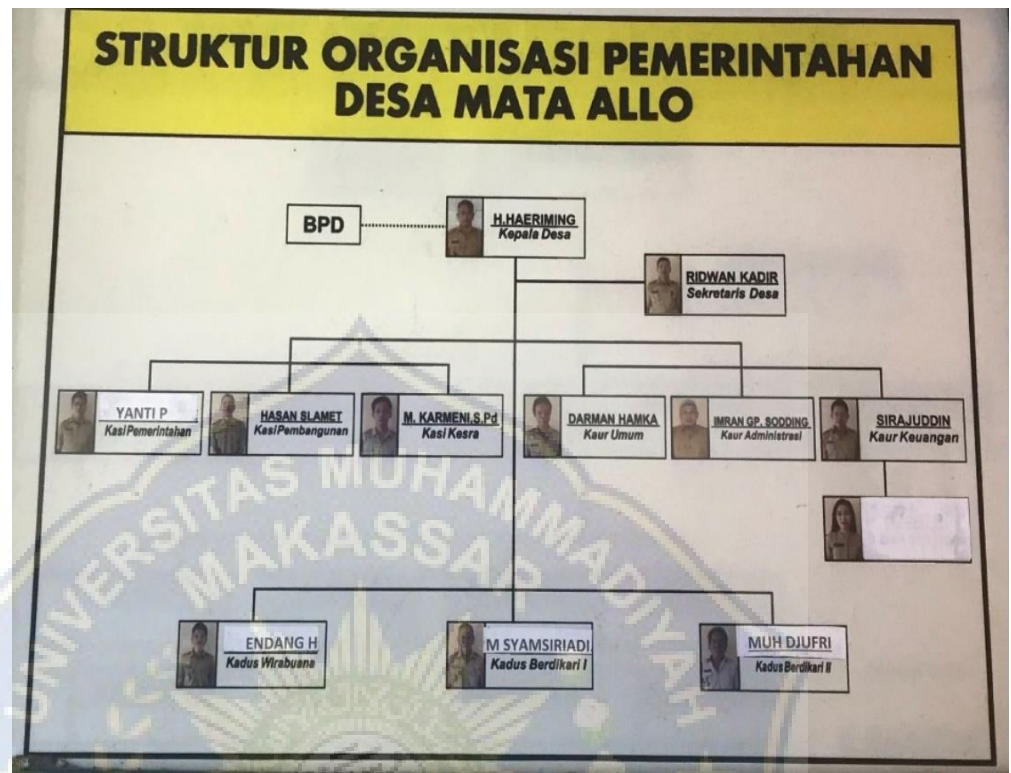 STRUKTUR ORGANISASI PEMERINTAHAN
DESA MATA ALLO
BPD
H.HAERIMING
Kepala Desa
RIDWAN KADIR
Sekretaris Desa
YANTI P
Kasi Pemerintahan
HASAN SLAMET
Kasi Pembangunan
M. KARMENI,S.Pd
Kasi Kesra
DARMAN HAMKA
Kaur Umum
IMRAN GP. SODDING
Kaur Administrasi
SIRAJUDDIN
Kaur Keuangan
ENDANG H
Kadus Wirabuana
M SYAMSIRIADI
Kadus Berdikari I
MUH DJUFRI
Kadus Berdikari II
UNIVERSITAS MUHAMMADIYAH
MAKASSAR